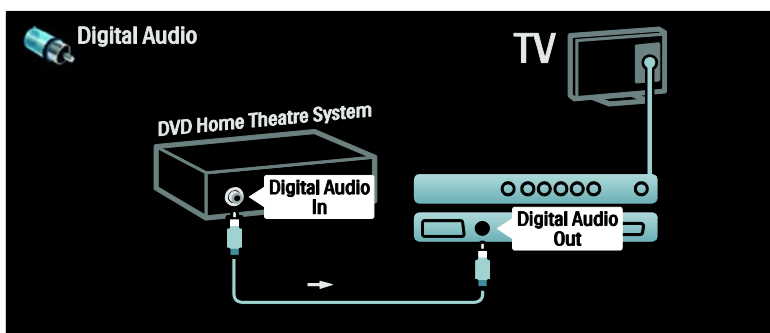 Digital Audio
TV
DVD Home Theatre System
Digital Audio
In
Digital Audio
Out